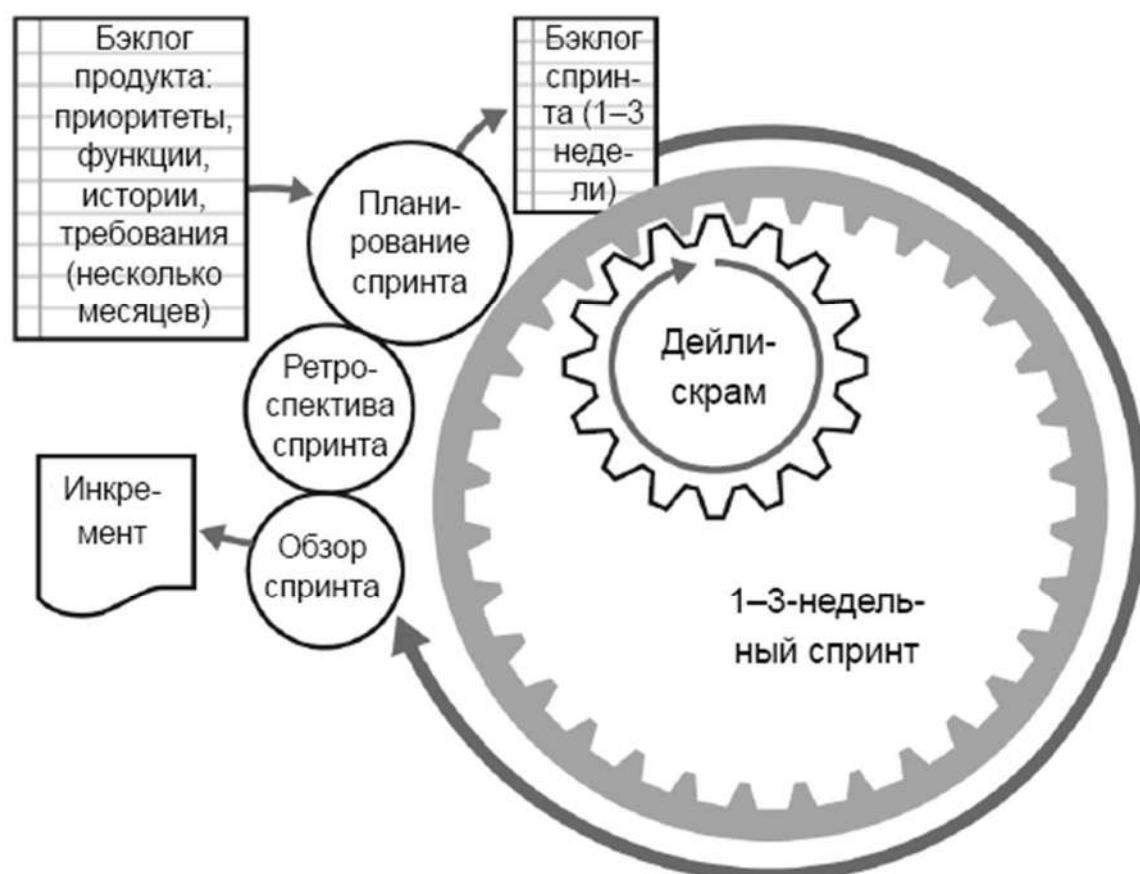 Бэклог
продукта:
приоритеты,
функции,
истории,
требования
(несколько
месяцев)
Плани-
рование
спринта
Бэклог
сприн-
та (1–3
неде-
ли)
Дейли-
скрам
1–3-недель-
ный спринт
Обзор
спринта
Инкре-
мент
Ретро-
спектива
спринта